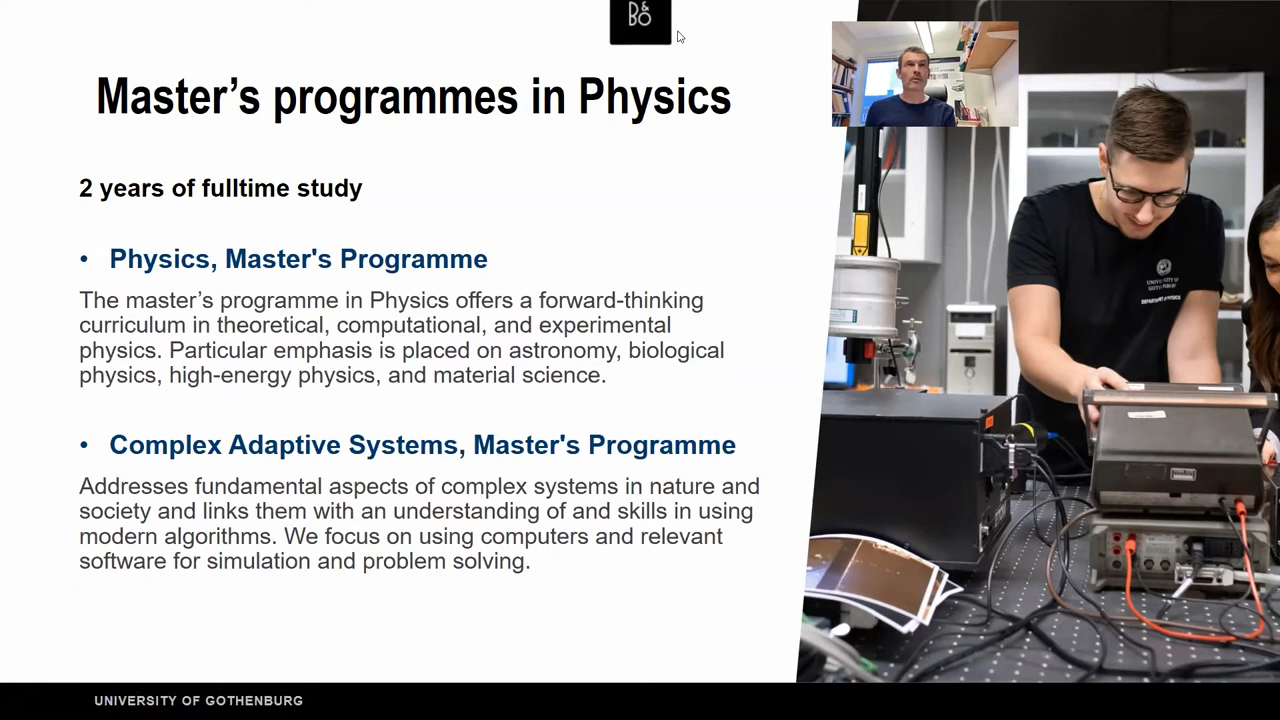 B&O
Master’s programmes in Physics
2 years of fulltime study
• Physics, Master's Programme
The master’s programme in Physics offers a forward-thinking
curriculum in theoretical, computational, and experimental
physics. Particular emphasis is placed on astronomy, biological
physics, high-energy physics, and material science.
• Complex Adaptive Systems, Master's Programme
Addresses fundamental aspects of complex systems in nature and
society and links them with an understanding of and skills in using
modern algorithms. We focus on using computers and relevant
software for simulation and problem solving.
UNIVERSITY OF
GOTHENBURG
UNIVERSITY OF GOTHENBURG